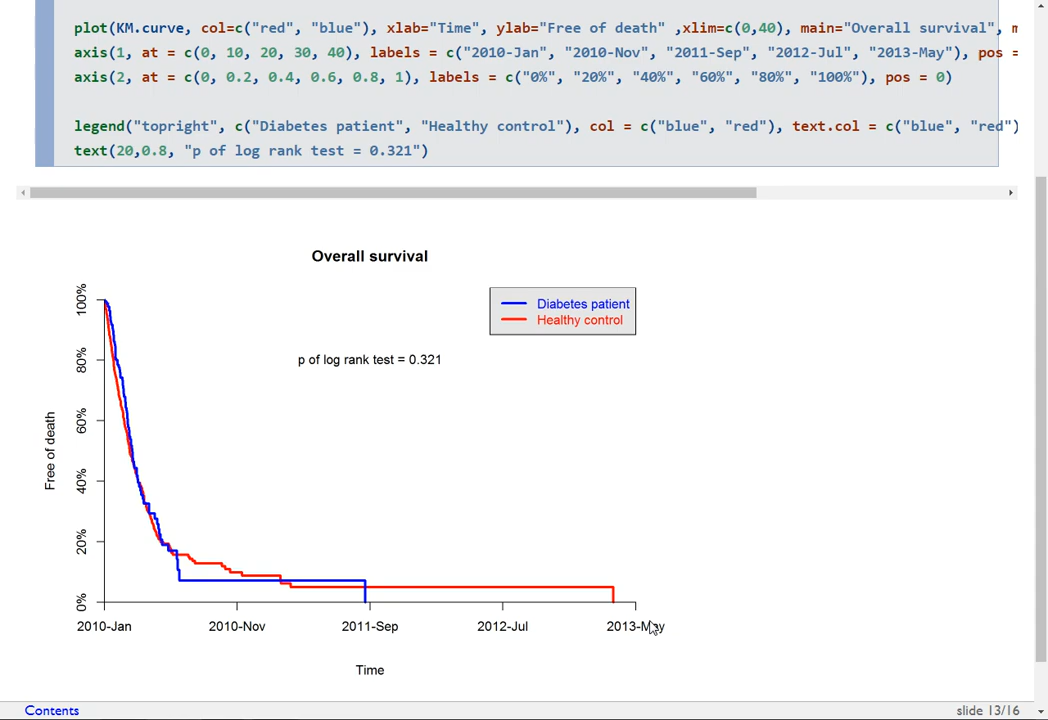 plot(KM.curve, col=c("red", "blue"), xlab="Time", ylab="Free of death" ,xlim=c(0,40), main="Overall survival",
axis(1, at = c(0, 10, 20, 30, 40), labels = c("2010-Jan", "2010-Nov", "2011-Sep", "2012-Jul", "2013-May"), pos =
axis(2, at = c(0, 0.2, 0.4, 0.6, 0.8, 1), labels = c("0%", "20%", "40%", "60%", "80%", "100%"), pos = 0)
legend("topright", c("Diabetes patient", "Healthy control"), col = c("blue", "red"), text.col = c("blue", "red")
text(20,0.8, "p of log rank test = 0.321")
Overall survival
Diabetes patient
Healthy control
p of log rank test = 0.321
Free of death
100%
80%
60%
40%
20%
0%
2010-Jan 2010-Nov 2011-Sep 2012-Jul 2013-May
Time
Contents slide 13/16